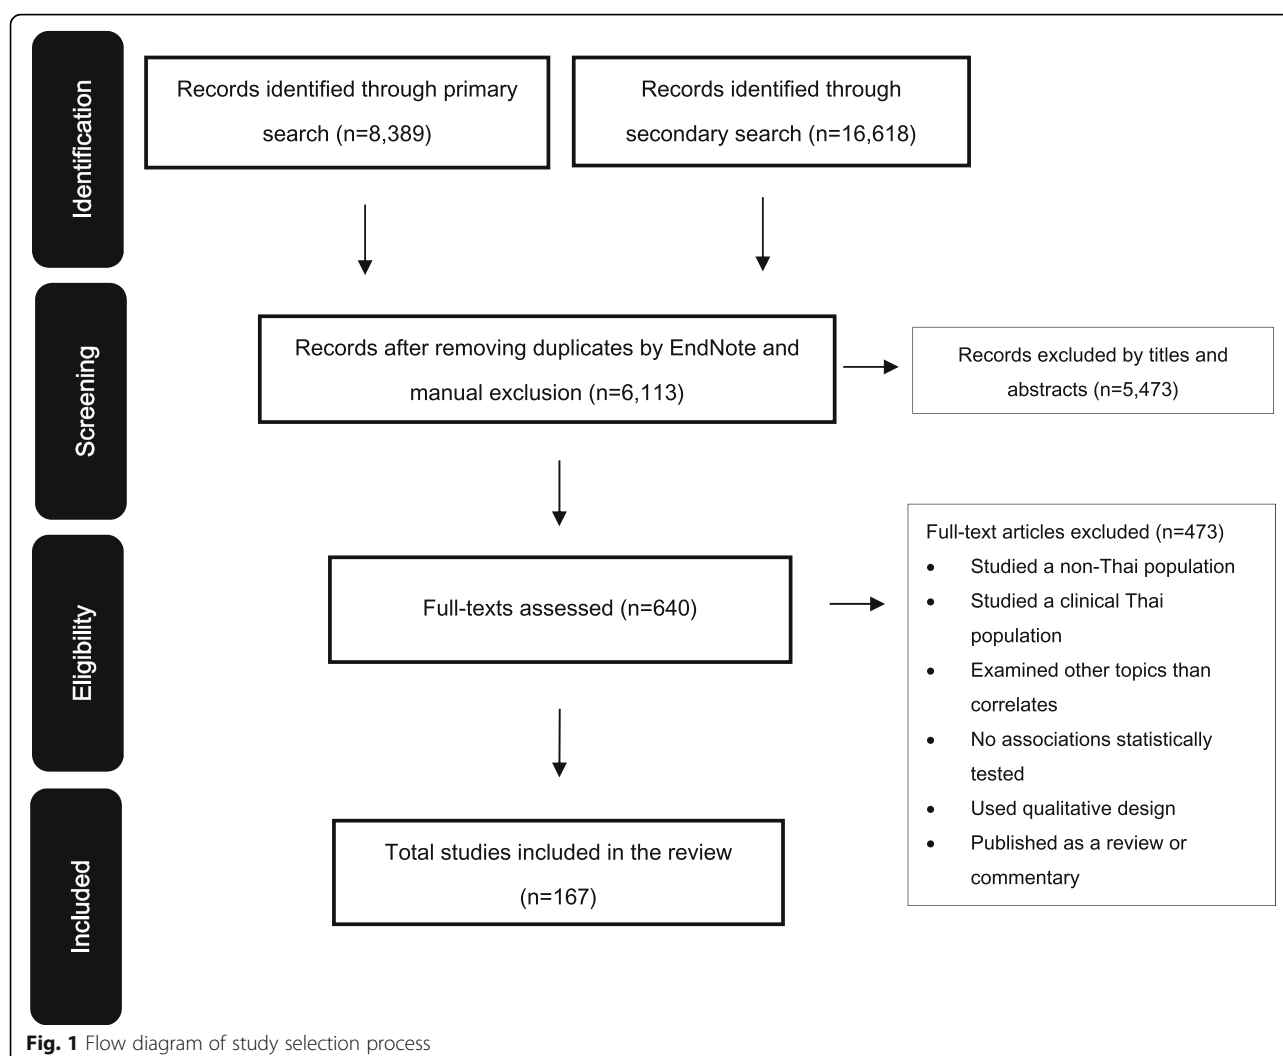 Identification
Records identified through primary
search (n=8,389)
Records identified through
secondary search (n=16,618)
Screening
Records after removing duplicates by EndNote and
manual exclusion (n=6,113)
Records excluded by titles and
abstracts (n=5,473)
Eligibility
Full-texts assessed (n=640)
Full-text articles excluded (n=473)
• Studied a non-Thai population
• Studied a clinical Thai
population
• Examined other topics than
correlates
• No associations statistically
tested
• Used qualitative design
• Published as a review or
commentary
Included
Total studies included in the review
(n=167)
Fig. 1 Flow diagram of study selection process